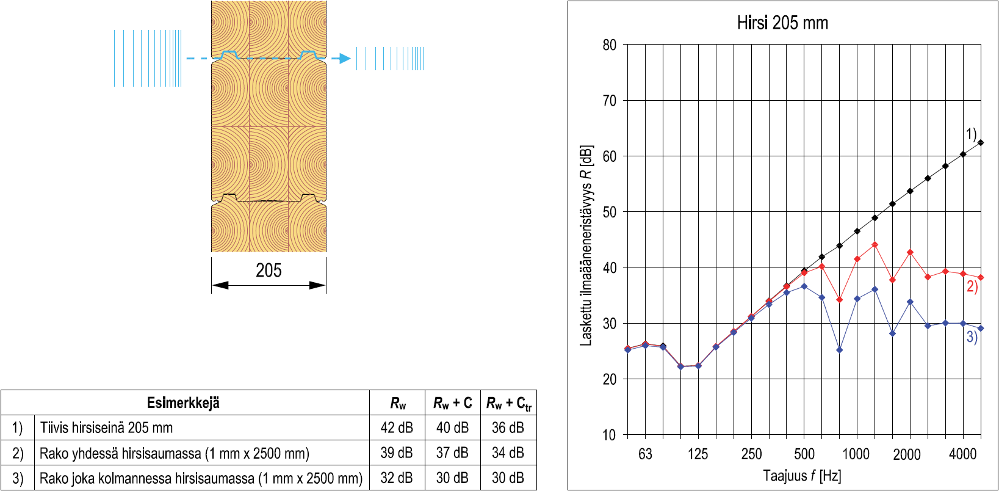 205
Esimerkkejä Rw Rw + C Rw + Ctr
1) Tiivis hirsiseinä 205 mm 42 dB 40 dB 36 dB
2) Rako yhdessä hirsisaumassa (1 mm x 2500 mm) 39 dB 37 dB 34 dB
3) Rako joka kolmannessa hirsisaumassa (1 mm x 2500 mm) 32 dB 30 dB 30 dB
Hirsi 205 mm
Laskettu ilmaääneneristävyys R [dB]
80
70
60
50
40
30
20
10
1)
2)
3)
63 125 250 500 1000 2000 4000
Taajuus f [Hz]